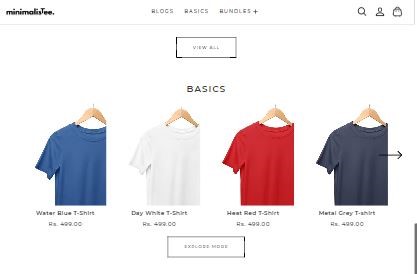 minimalisTee.
BLOGS BASICS BUNDLES +
VIEW ALL
BASICS
Water Blue T-Shirt
Rs. 499.00
Day White T-Shirt
Rs. 499.00
Heat Red T-Shirt
Rs. 499.00
Metal Grey T-shirt
Rs. 499.00
EXPLORE MORE